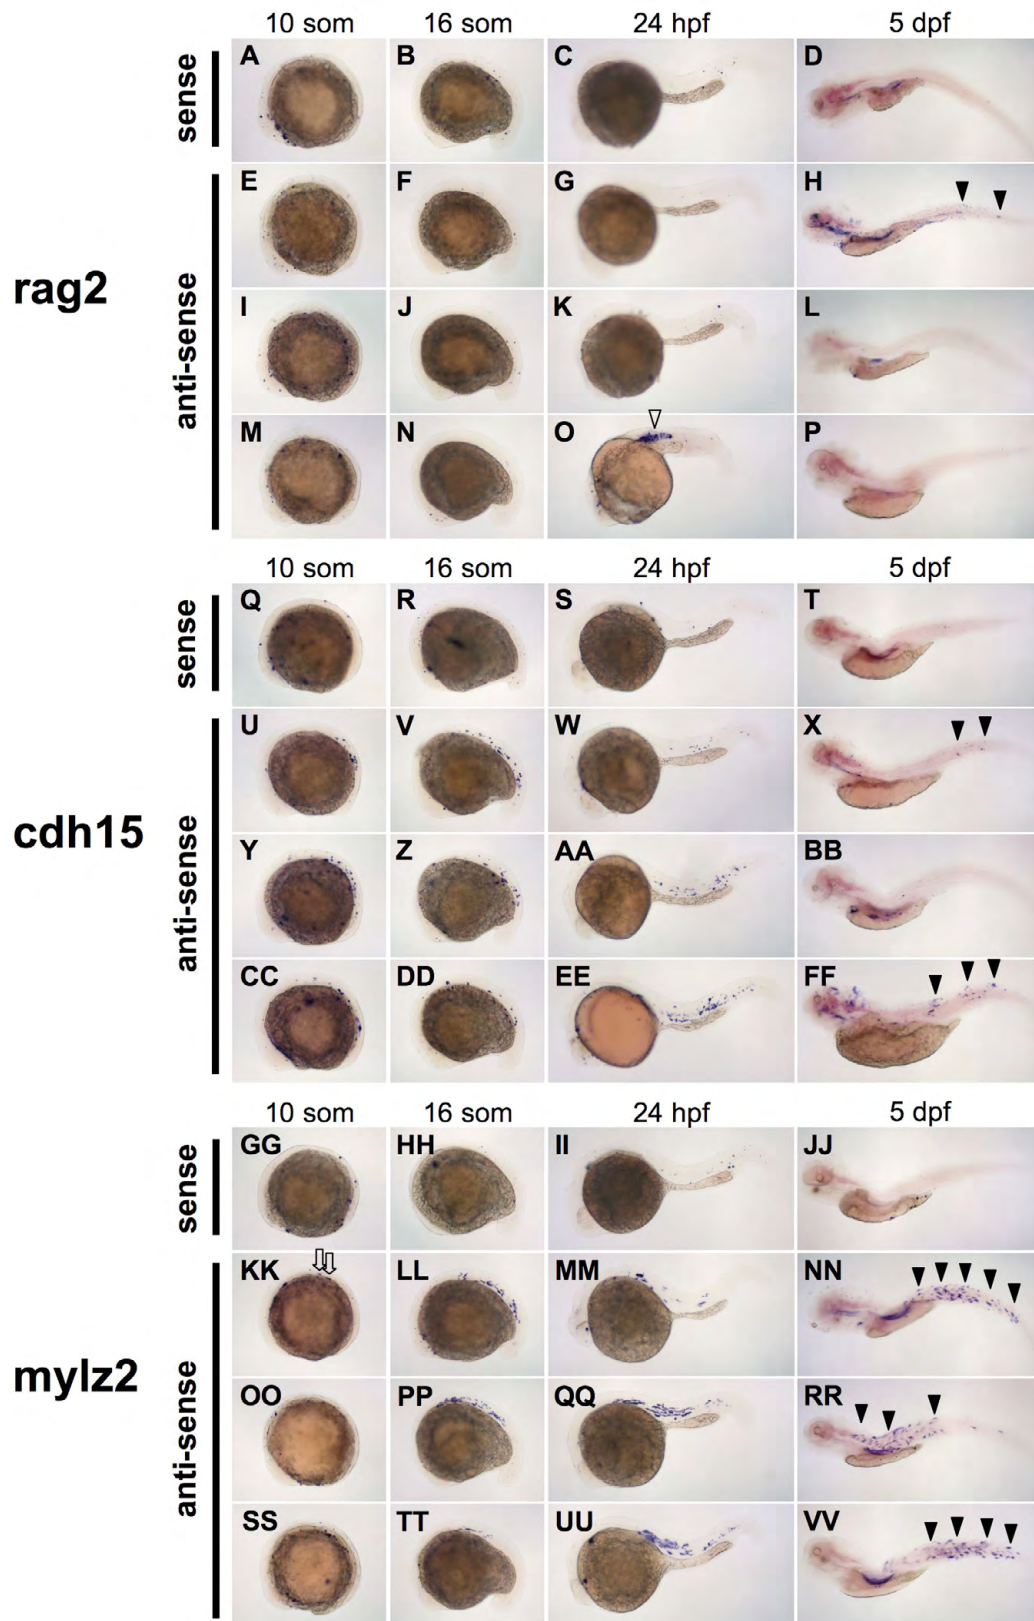 10 som 16 som 24 hpf 5 dpf
sense
A B C D
rag2
anti-sense
E F G H
I J K L
M N O P
10 som 16 som 24 hpf 5 dpf
sense
Q R S T
cdh15
anti-sense
U V W X
Y Z AA BB
CC DD EE FF
10 som 16 som 24 hpf 5 dpf
sense
GG HH II JJ
mylz2
anti-sense
KK LL MM NN
OO PP QQ RR
SS TT UU VV